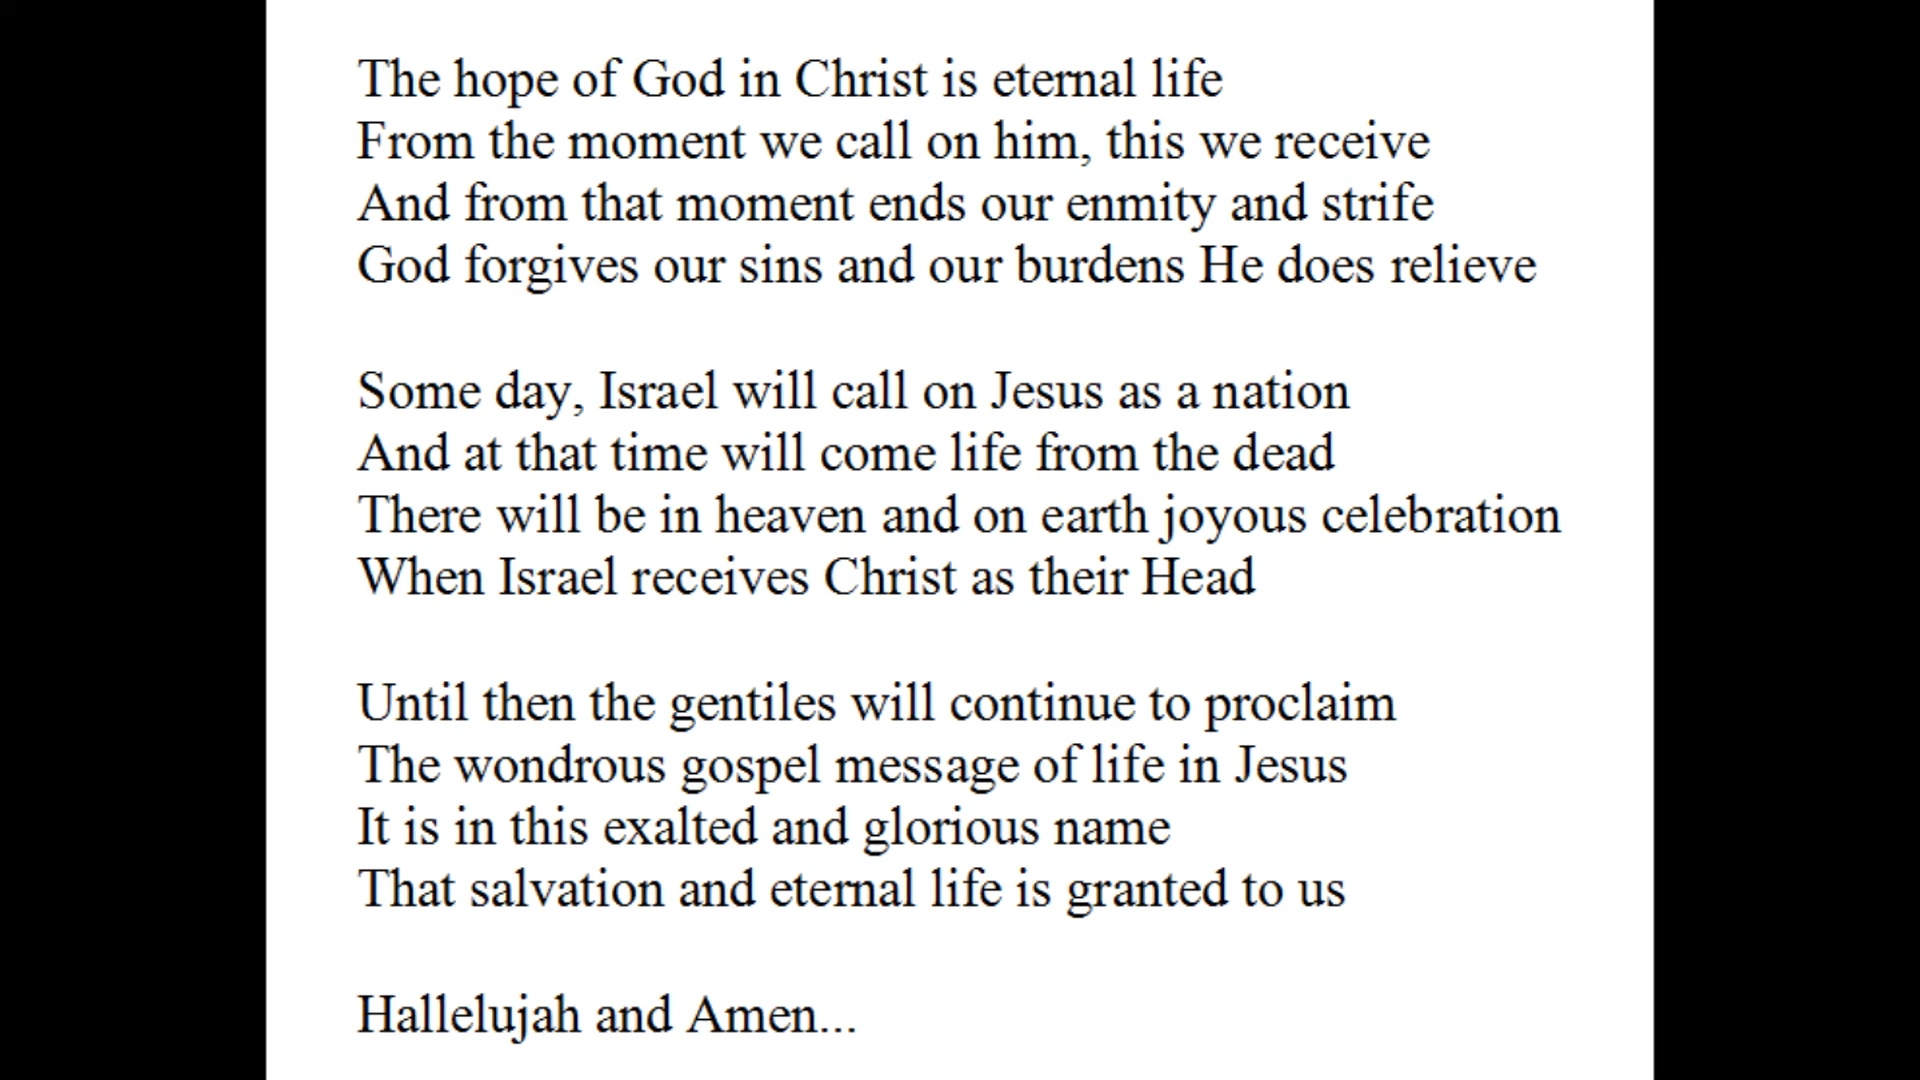 The hope of God in Christ is eternal life
From the moment we call on him, this we receive
And from that moment ends our enmity and strife
God forgives our sins and our burdens He does relieve
Some day, Israel will call on Jesus as a nation
And at that time will come life from the dead
There will be in heaven and on earth joyous celebration
When Israel receives Christ as their Head
Until then the gentiles will continue to proclaim
The wondrous gospel message of life in Jesus
It is in this exalted and glorious name
That salvation and eternal life is granted to us
Hallelujah and Amen...